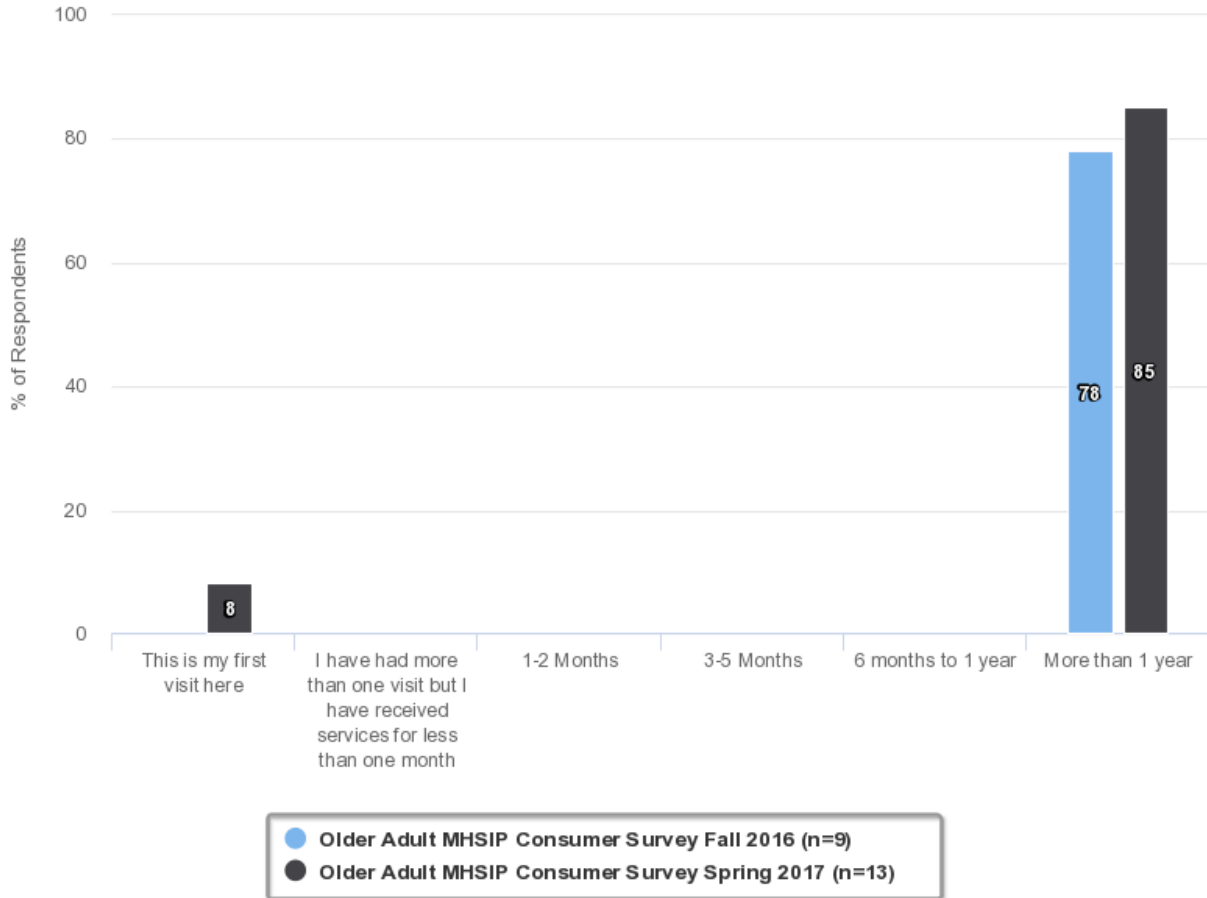 100
80
60
40
20
0
% of Respondents
8
78
85
This is my first
visit here
I have had more
than one visit but I
have received
services for less
than one month
1-2 Months
3-5 Months
6 months to 1 year
More than 1 year
Older Adult MHSIP Consumer Survey Fall 2016 (n=9)
Older Adult MHSIP Consumer Survey Spring 2017 (n=13)